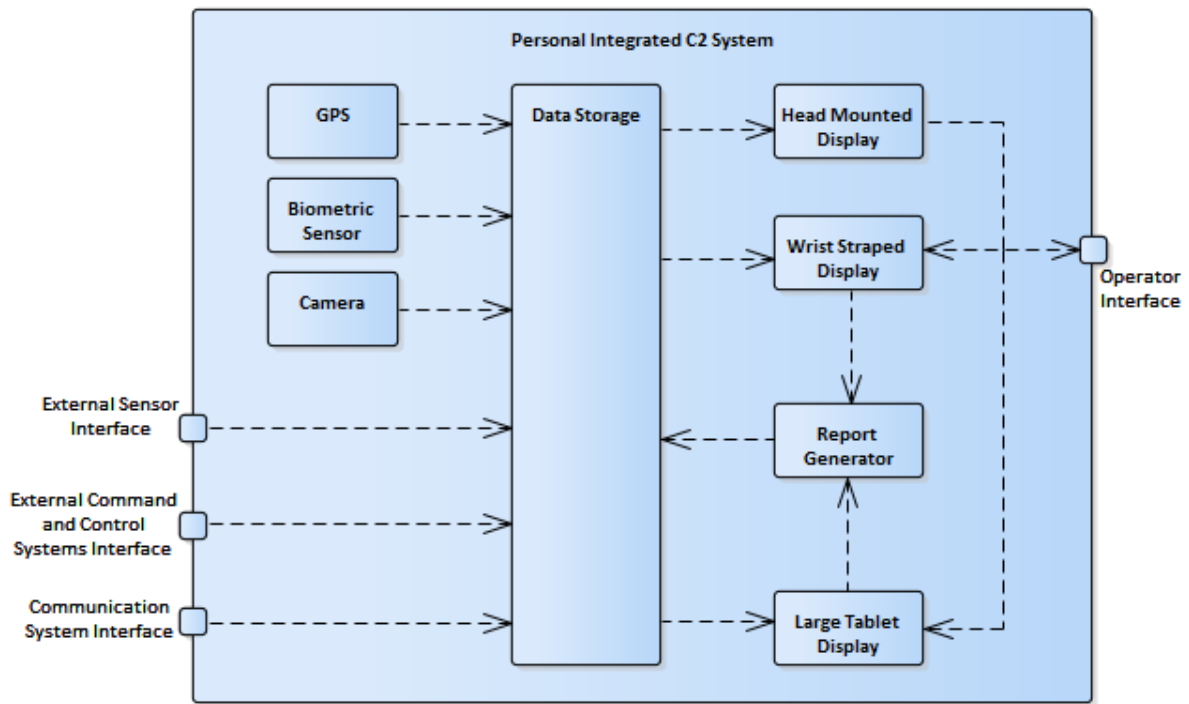 Personal Integrated C2 System
GPS
Data Storage
Head Mounted
Display
Biometric
Sensor
Wrist Straped
Display
Camera
Operator
Interface
External Sensor
Interface
Report
Generator
External Command
and Control
Systems Interface
Communication
System Interface
Large Tablet
Display